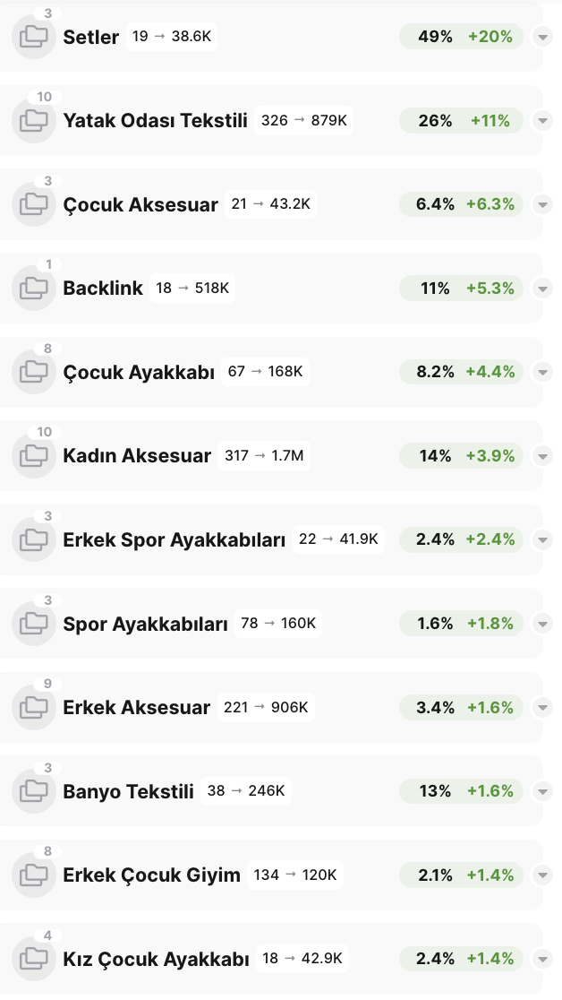 3
Setler 19 → 38.6K 49% +20%
10
Yatak Odası Tekstili 326 → 879K 26% +11%
3
Çocuk Aksesuar 21 → 43.2K 6.4% +6.3%
1
Backlink 18 → 518K 11% +5.3%
8
Çocuk Ayakkabı 67 → 168K 8.2% +4.4%
10
Kadın Aksesuar 317 → 1.7M 14% +3.9%
3
Erkek Spor Ayakkabıları 22 → 41.9K 2.4% +2.4%
3
Spor Ayakkabıları 78 → 160K 1.6% +1.8%
9
Erkek Aksesuar 221 → 906K 3.4% +1.6%
3
Banyo Tekstili 38 → 246K 13% +1.6%
8
Erkek Çocuk Giyim 134 → 120K 2.1% +1.4%
4
Kız Çocuk Ayakkabı 18 → 42.9K 2.4% +1.4%